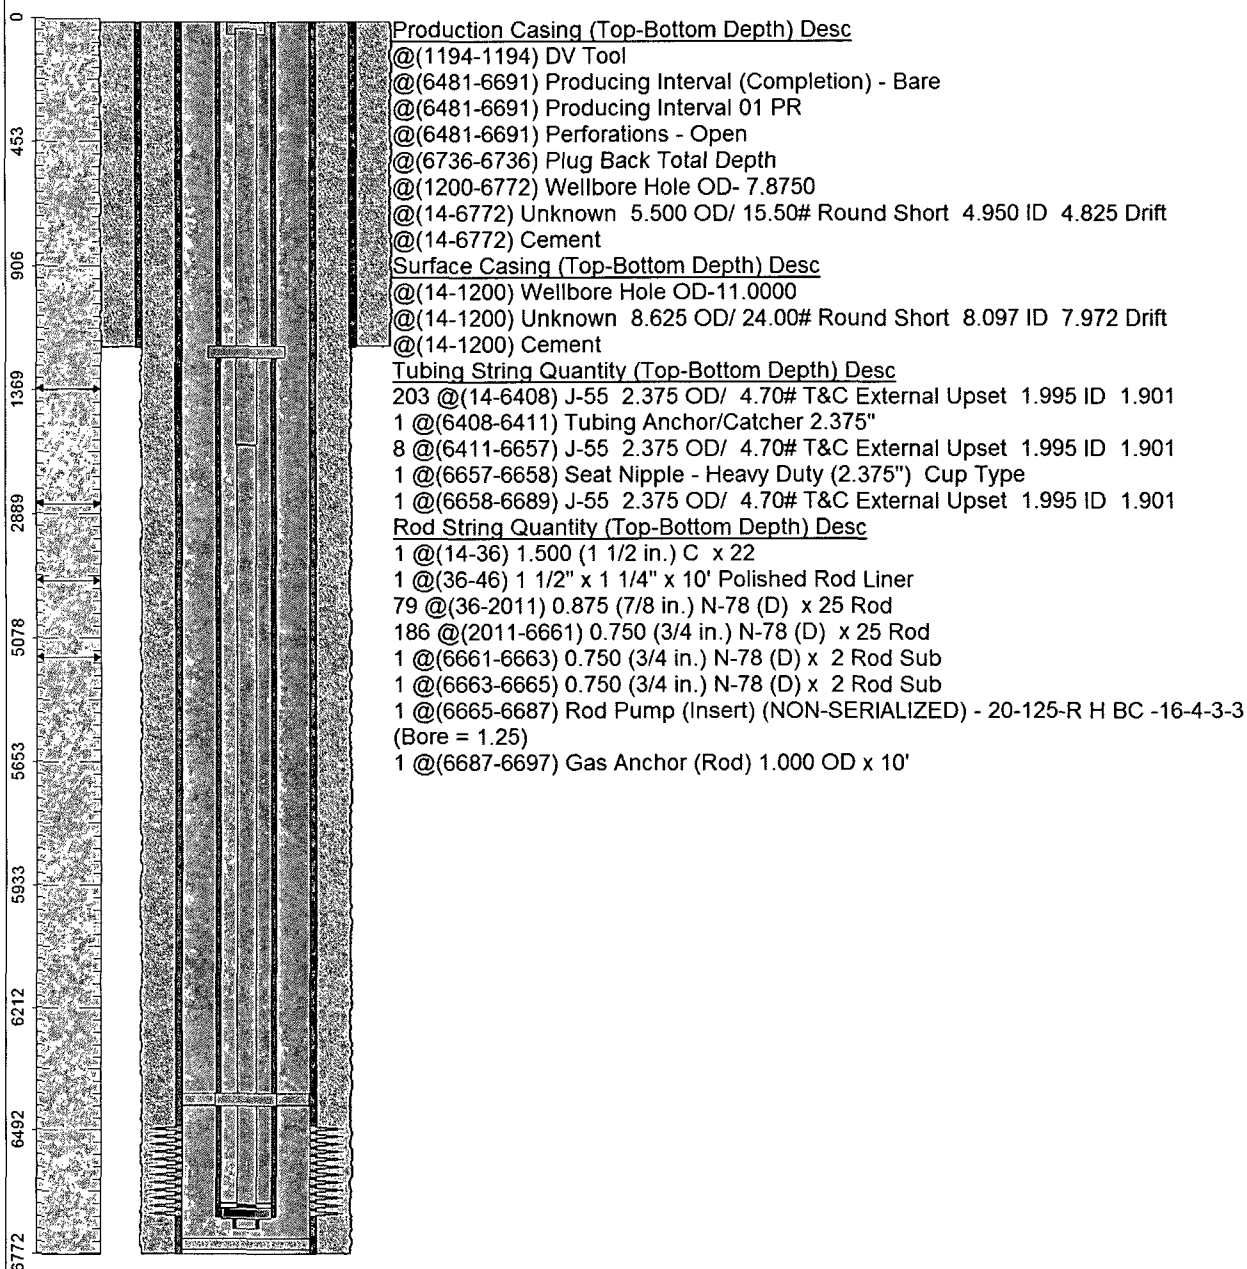 0
453
906
1369
2889
5078
5653
5933
6212
6492
6772
Production Casing (Top-Bottom Depth) Desc
@(1194-1194) DV Tool
@(6481-6691) Producing Interval (Completion) - Bare
@(6481-6691) Producing Interval 01 PR
@(6481-6691) Perforations - Open
@(6736-6736) Plug Back Total Depth
@(1200-6772) Wellbore Hole OD- 7.8750
@(14-6772) Unknown 5.500 OD/ 15.50# Round Short 4.950 ID 4.825 Drift
@(14-6772) Cement
Surface Casing (Top-Bottom Depth) Desc
@(14-1200) Wellbore Hole OD-11.0000
@(14-1200) Unknown 8.625 OD/ 24.00# Round Short 8.097 ID 7.972 Drift
@(14-1200) Cement
Tubing String Quantity (Top-Bottom Depth) Desc
203 @(14-6408) J-55 2.375 OD/ 4.70# T&C External Upset 1.995 ID 1.901
1 @(6408-6411) Tubing Anchor/Catcher 2.375"
8 @(6411-6657) J-55 2.375 OD/ 4.70# T&C External Upset 1.995 ID 1.901
1 @(6657-6658) Seat Nipple - Heavy Duty (2.375") Cup Type
1 @(6658-6689) J-55 2.375 OD/ 4.70# T&C External Upset 1.995 ID 1.901
Rod String Quantity (Top-Bottom Depth) Desc
1 @(14-36) 1.500 (1 1/2 in.) C x 22
1 @(36-46) 1 1/2" x 1 1/4" x 10' Polished Rod Liner
79 @(36-2011) 0.875 (7/8 in.) N-78 (D) x 25 Rod
186 @(2011-6661) 0.750 (3/4 in.) N-78 (D) x 25 Rod
1 @(6661-6663) 0.750 (3/4 in.) N-78 (D) x 2 Rod Sub
1 @(6663-6665) 0.750 (3/4 in.) N-78 (D) x 2 Rod Sub
1 @(6665-6687) Rod Pump (Insert) (NON-SERIALIZED) - 20-125-R H BC -16-4-3-3
(Bore = 1.25)
1 @(6687-6697) Gas Anchor (Rod) 1.000 OD x 10'